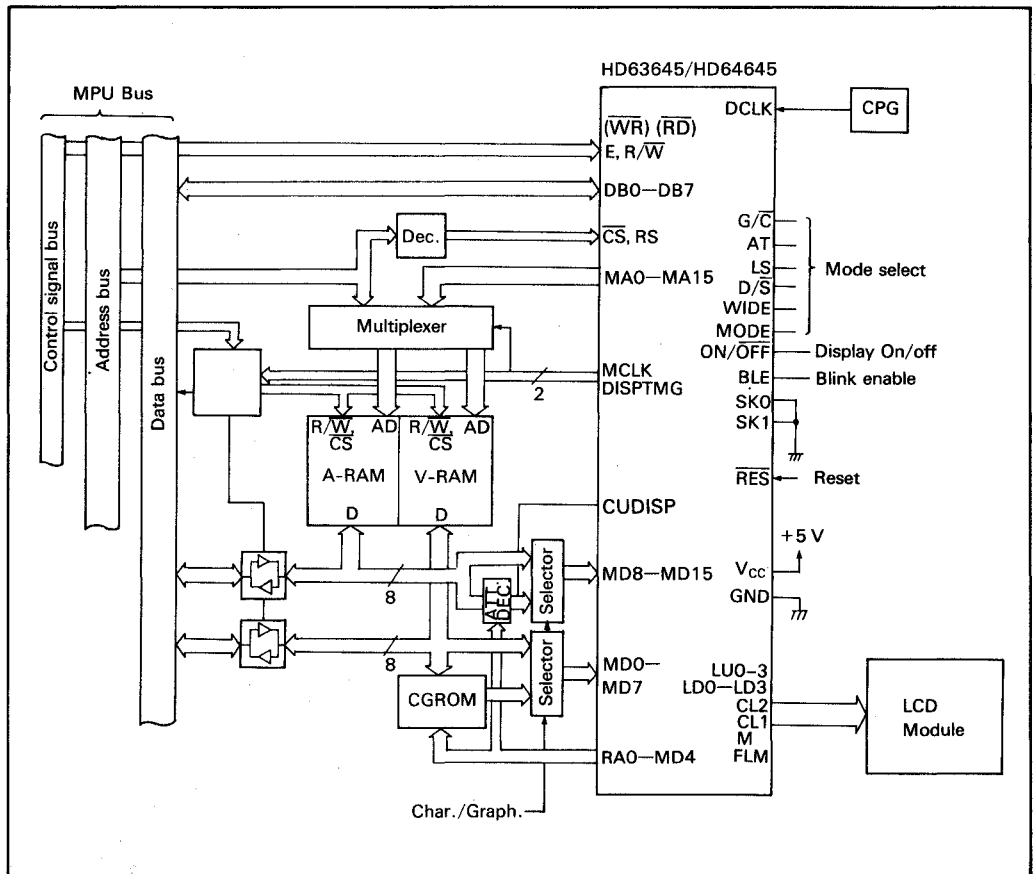 HD63645/HD64645
MPU Bus
Control signal bus
Address bus
Data bus
DCLK
CPG
(WR) (RD)
E, R/W
DB0—DB7
Dec.
CS, RS
MA0—MA15
Multiplexer
G/C
AT
LS
D/S
WIDE
MODE
Mode select
ON/OFF
Display On/off
BLE
Blink enable
SK0
SK1
MCLK
DISPTMG
2
R/W,
CS
AD
R/W,
CS
AD
A-RAM
V-RAM
D
D
RES
Reset
CUDISP
+5 V
VCC
GND
8
ATT.
DEC.
Selector
MD8—MD15
8
Selector
MD0—
MD7
CGROM
RA0—MD4
Char./Graph.
LU0-3
LD0—LD3
CL2
CL1
M
FLM
LCD
Module